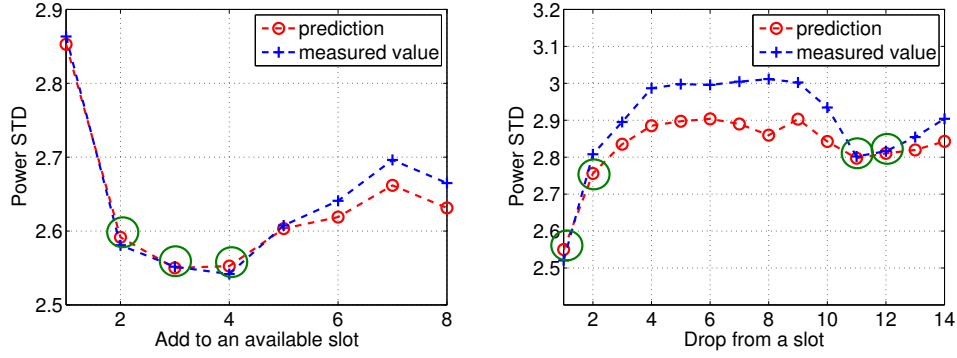 2.9
2.8
2.7
2.6
2.5
Power STD
prediction
measured value
2 4 6 8
Add to an available slot
3.2
3.1
3
2.9
2.8
2.7
2.6
2.5
Power STD
prediction
measured value
2 4 6 8 10 12 14
Drop from a slot